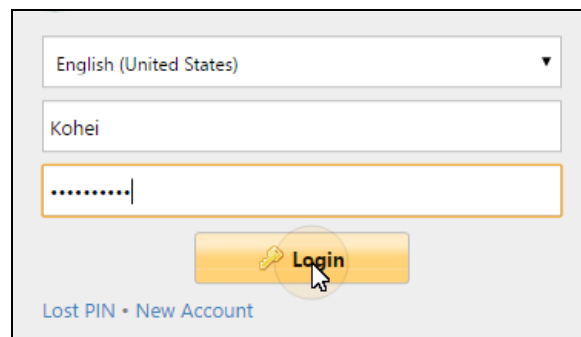 English (United States)
Kohei
••••••••••
Login
Lost PIN • New Account